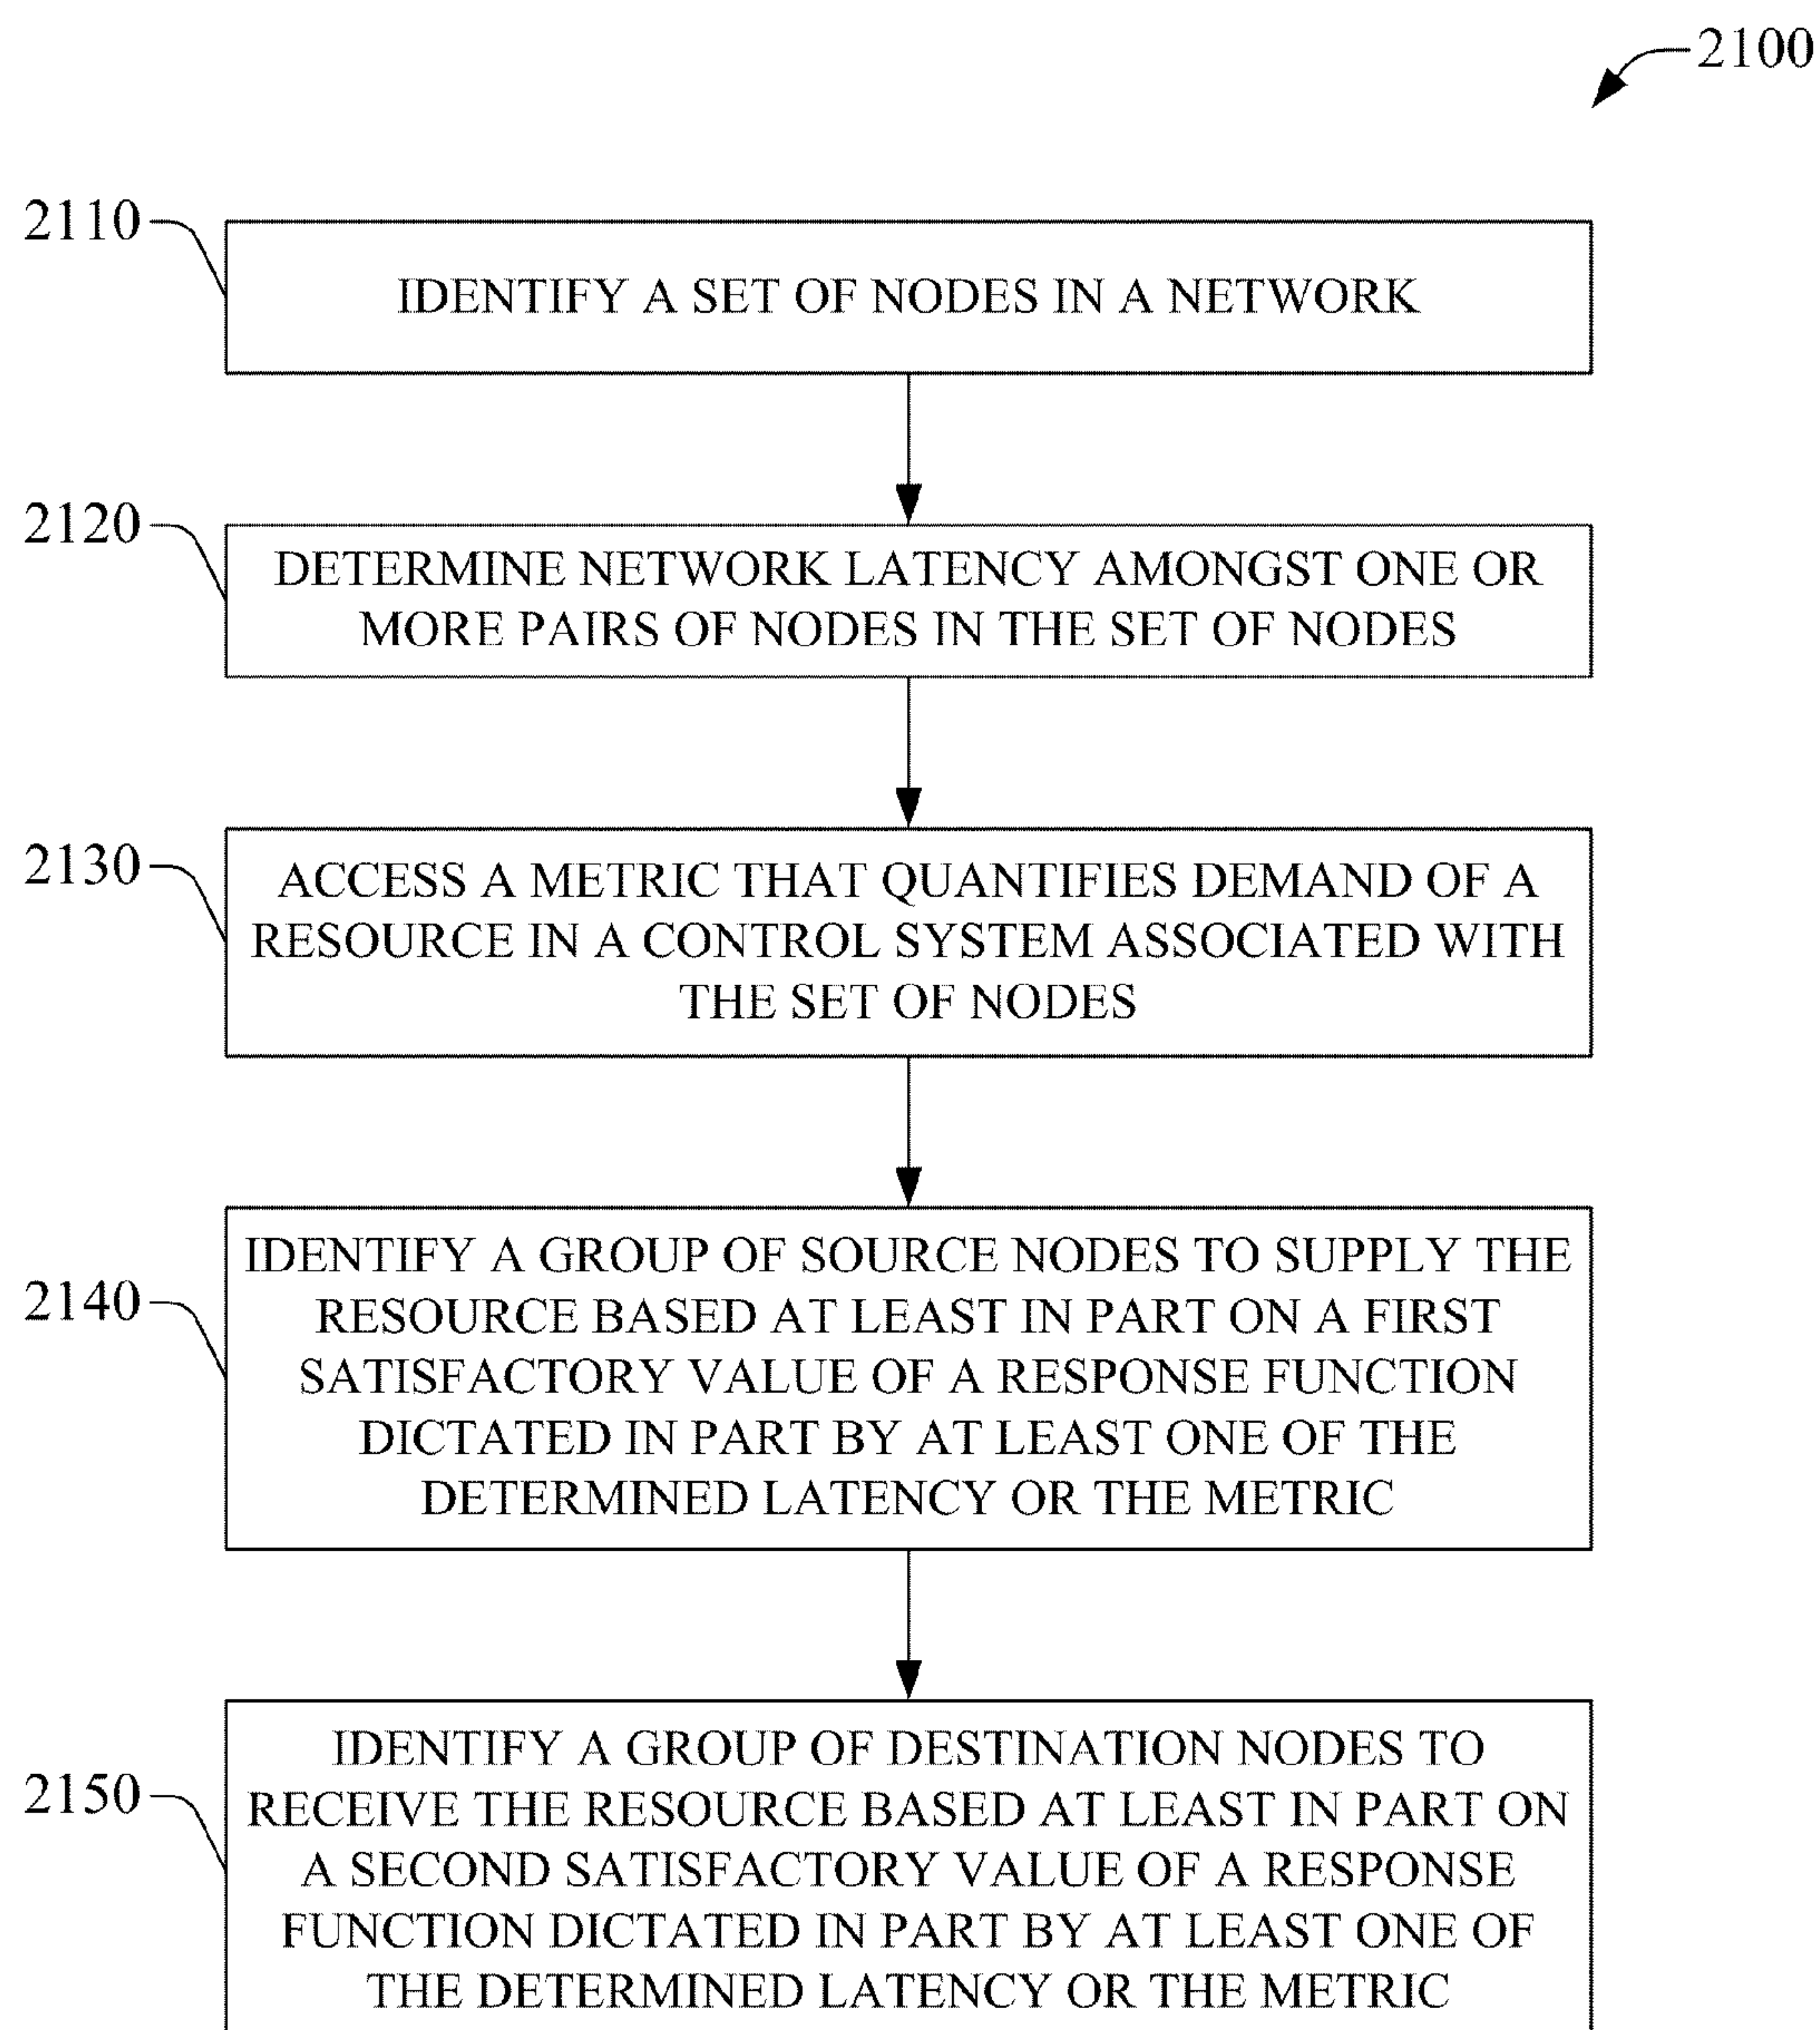 2100
2110
IDENTIFY A SET OF NODES IN A NETWORK
2120
DETERMINE NETWORK LATENCY AMONGST ONE OR
MORE PAIRS OF NODES IN THE SET OF NODES
2130
ACCESS A METRIC THAT QUANTIFIES DEMAND OF A
RESOURCE IN A CONTROL SYSTEM ASSOCIATED WITH
THE SET OF NODES
2140
IDENTIFY A GROUP OF SOURCE NODES TO SUPPLY THE
RESOURCE BASED AT LEAST IN PART ON A FIRST
SATISFACTORY VALUE OF A RESPONSE FUNCTION
DICTATED IN PART BY AT LEAST ONE OF THE
DETERMINED LATENCY OR THE METRIC
2150
IDENTIFY A GROUP OF DESTINATION NODES TO
RECEIVE THE RESOURCE BASED AT LEAST IN PART ON
A SECOND SATISFACTORY VALUE OF A RESPONSE
FUNCTION DICTATED IN PART BY AT LEAST ONE OF
THE DETERMINED LATENCY OR THE METRIC